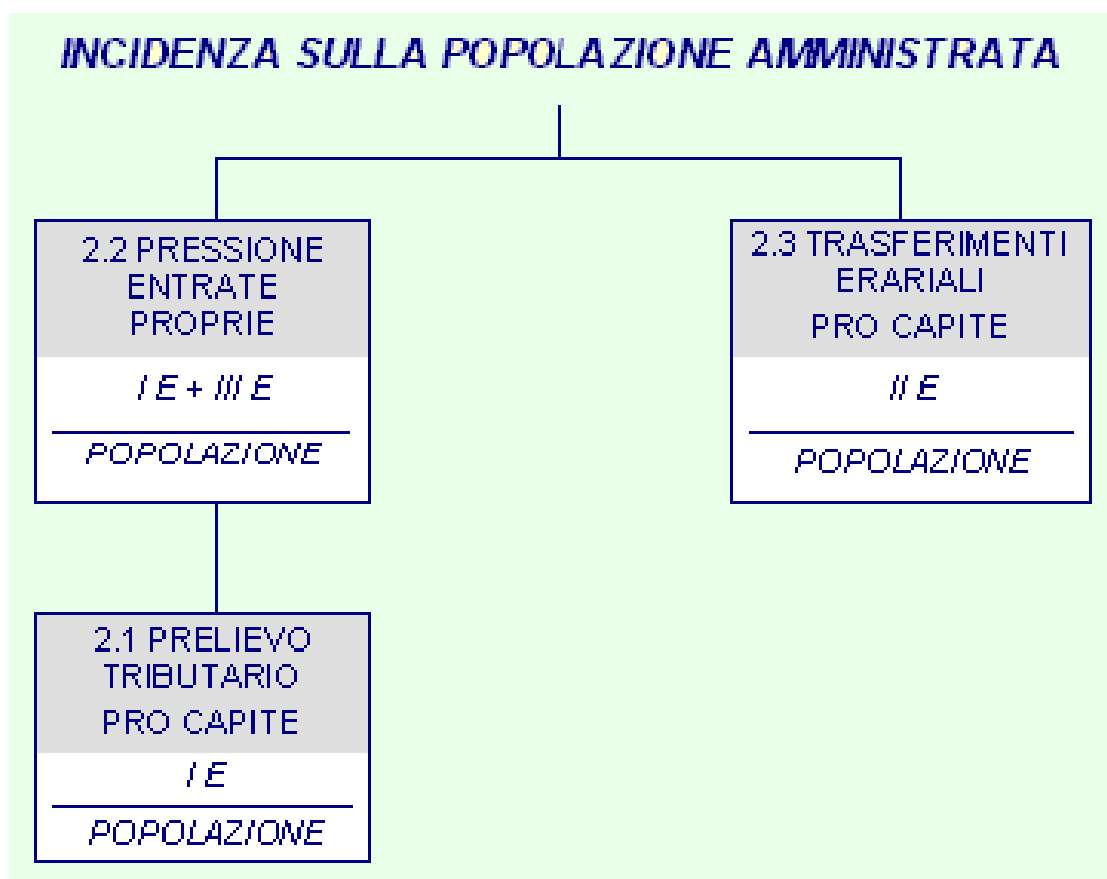 INCIDENZA SULLA POPOLAZIONE AMMINISTRATA
2.2 PRESSIONE
ENTRATE
PROPRIE
I E + III E
POPOLAZIONE
2.3 TRASFERIMENTI
ERARIALI
PRO CAPITE
II E
POPOLAZIONE
2.1 PRELIEVO
TRIBUTARIO
PRO CAPITE
I E
POPOLAZIONE